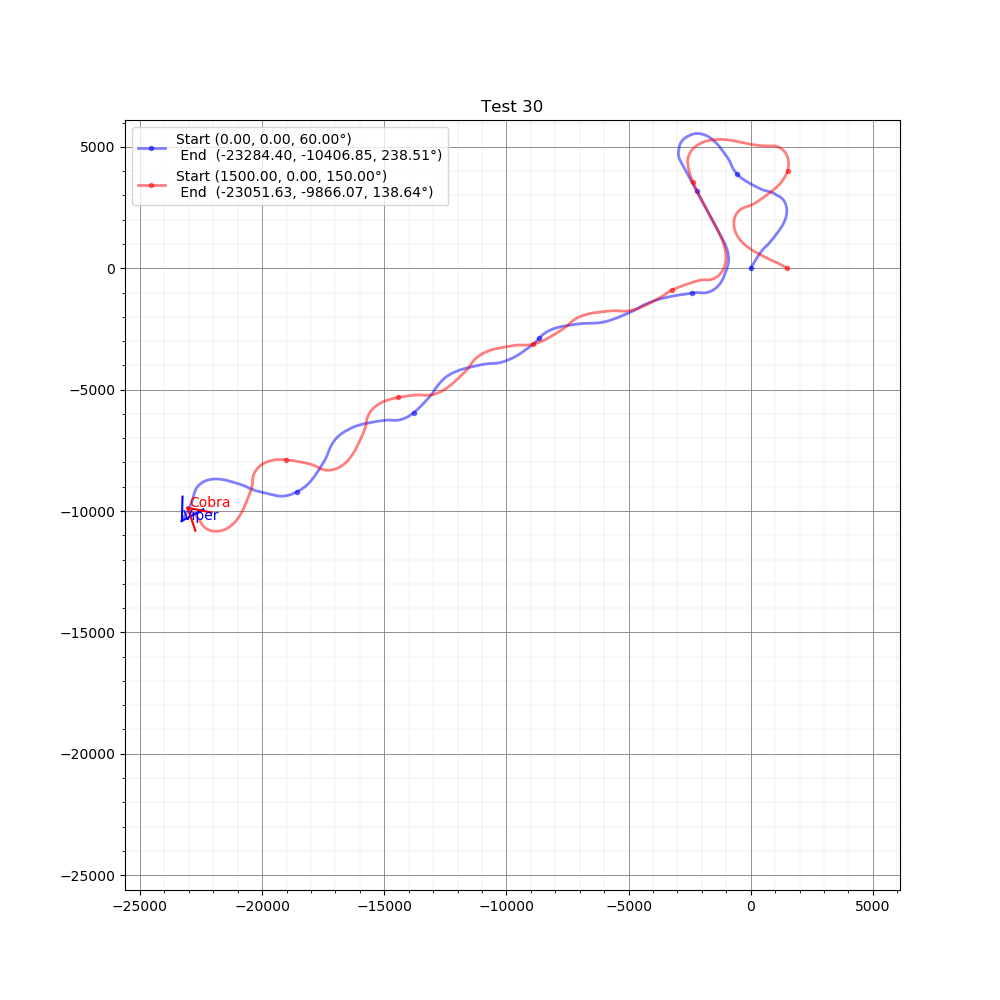 Test 30
Start (0.00, 0.00, 60.00°)
End (-23284.40, -10406.85, 238.51°)
Start (1500.00, 0.00, 150.00°)
End (-23051.63, -9866.07, 138.64°)
5000
0
−5000
−10000
−15000
−20000
−25000
Cobra
Viper
−25000 −20000 −15000 −10000 −5000 0 5000